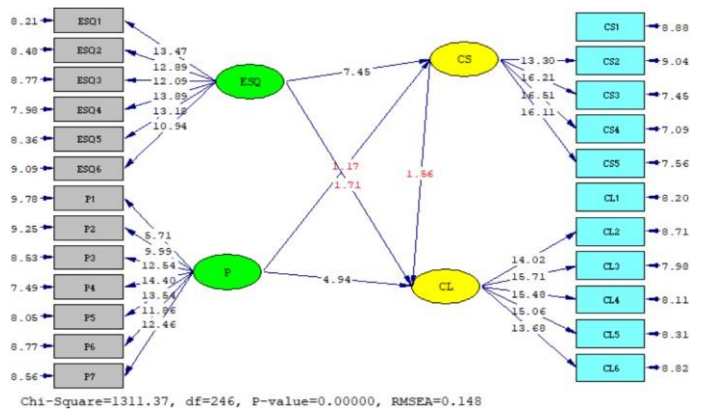 8.21 ESQ1
8.48 ESQ2
8.77 ESQ3
7.98 ESQ4
8.36 ESQ5
9.09 ESQ6
9.78 P1
9.25 P2
8.53 P3
7.49 P4
8.05 P5
8.77 P6
8.56 P7
13.47
12.89
12.09
13.89
13.18
10.94
5.71
9.99
12.54
14.40
13.54
11.86
12.46
ESQ
P
7.45
1.17
1.71
1.56
4.94
CS
CL
13.30
16.21
16.51
16.11
14.02
15.71
15.48
15.06
13.68
CS1 8.88
CS2 9.04
CS3 7.45
CS4 7.09
CS5 7.56
CL1 8.20
CL2 8.71
CL3 7.98
CL4 8.11
CL5 8.31
CL6 8.82
Chi-Square=1311.37, df=246, P-value=0.00000, RMSEA=0.148